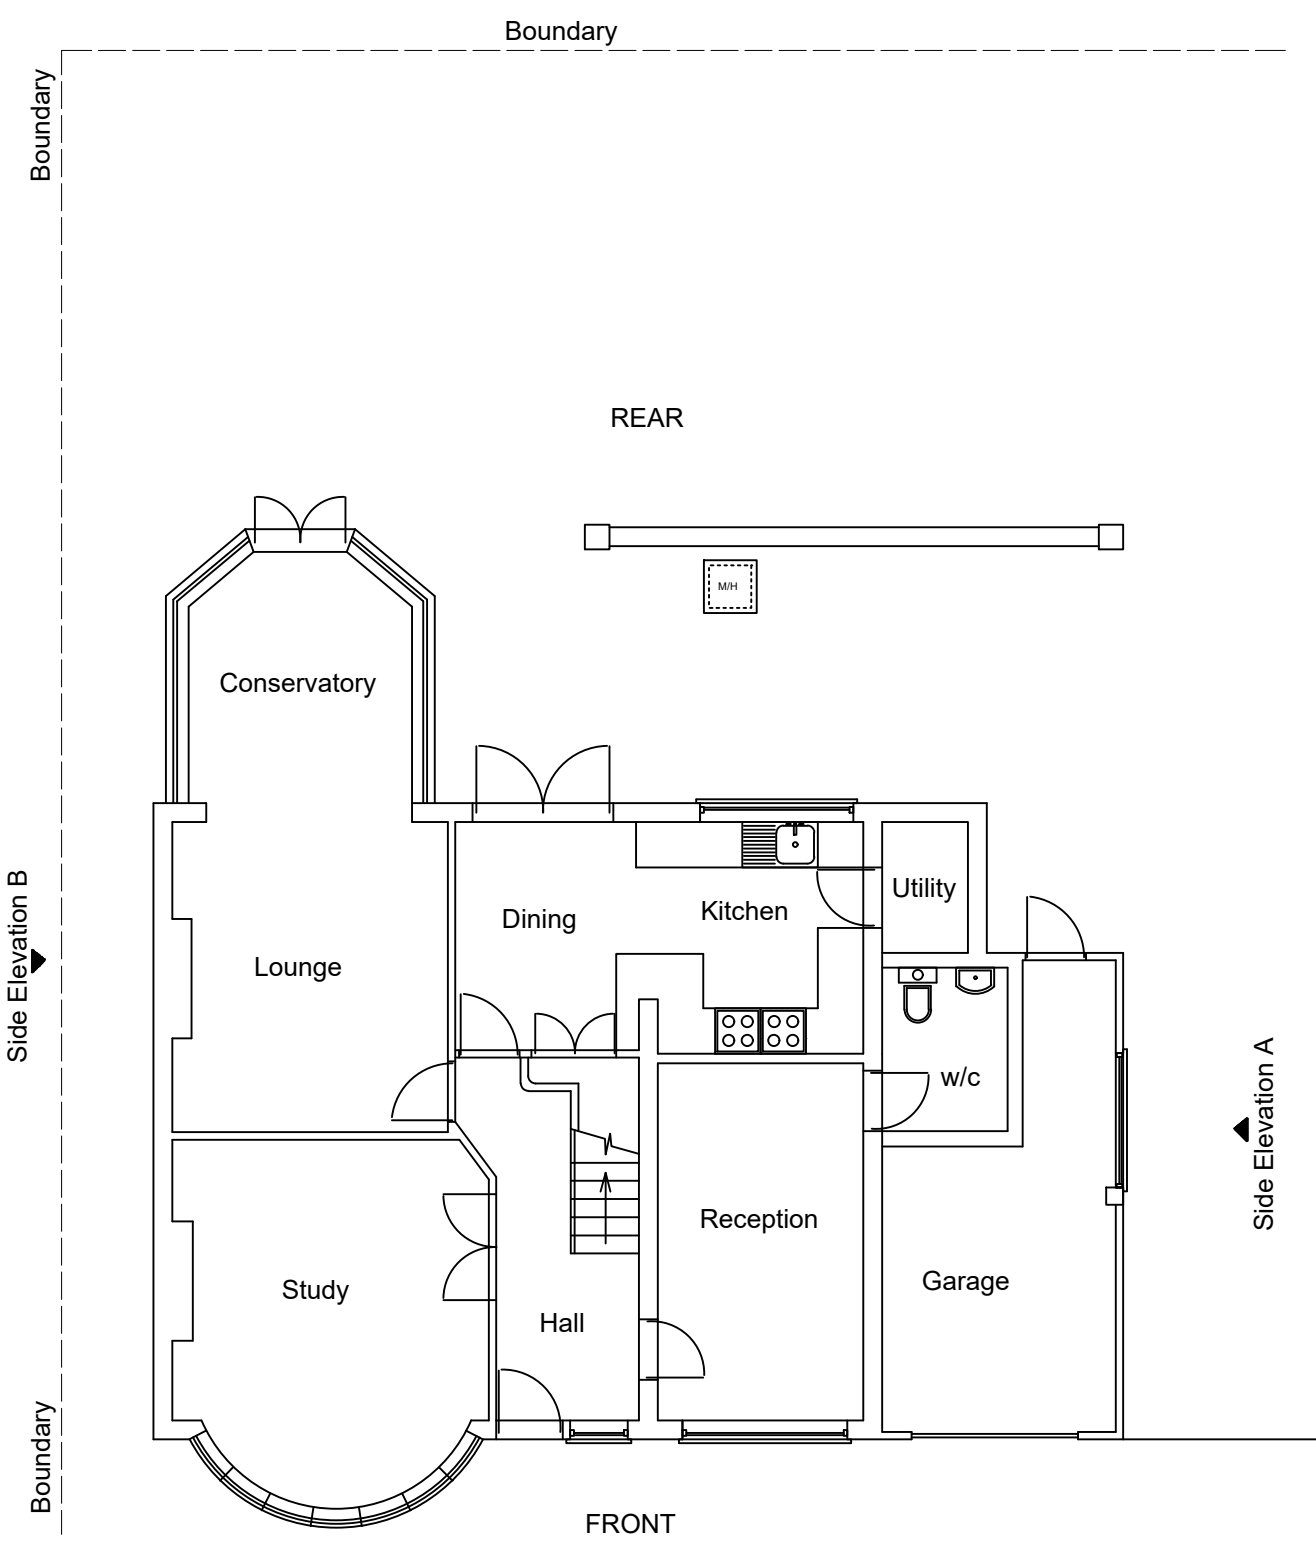 Boundary
Boundary
REAR
M/H
Conservatory
Utility
Kitchen
Dining
Side Elevation B
Lounge
w/c
Side Elevation A
Reception
Garage
Study
Hall
Boundary
FRONT